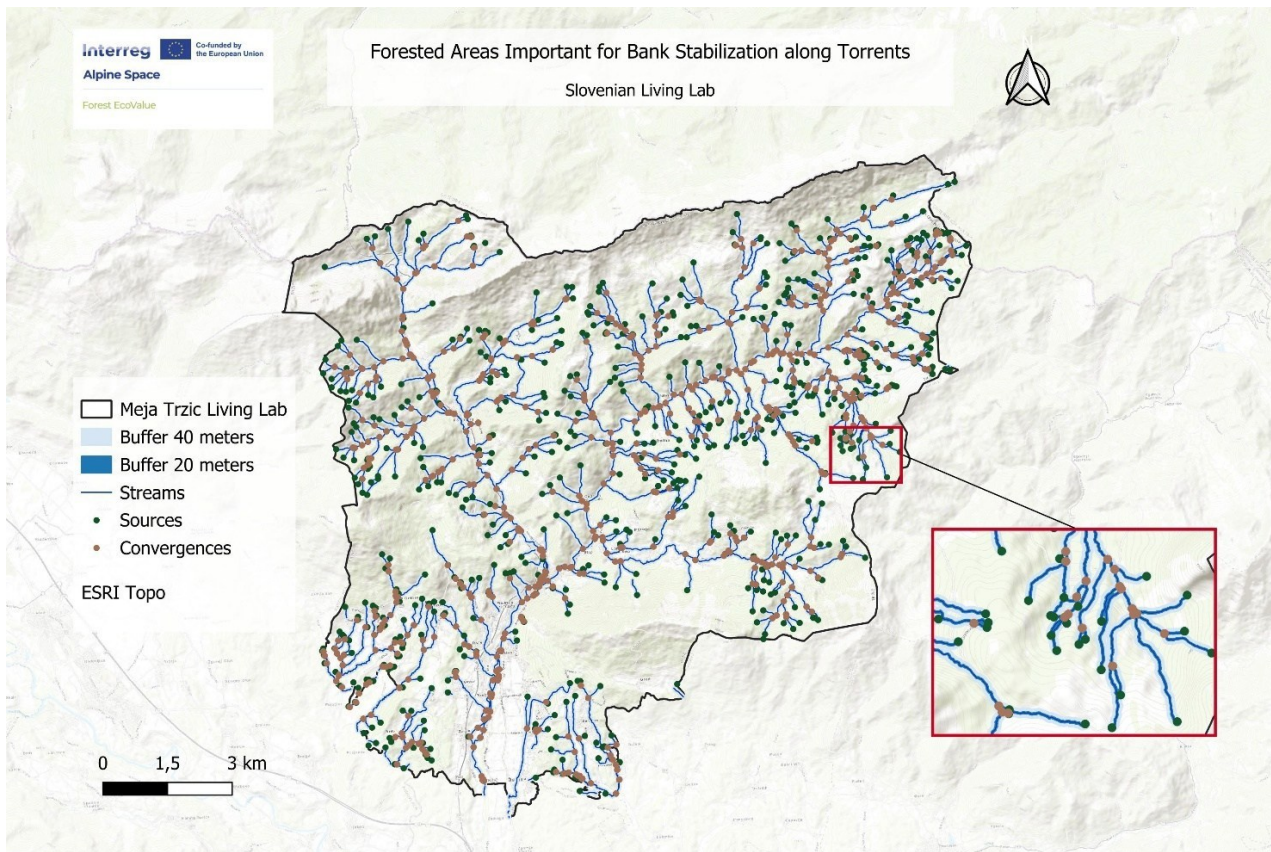 Interreg
Co-funded by
the European Union
Alpine Space
Forest EcoValue
Forested Areas Important for Bank Stabilization along Torrents
Slovenian Living Lab
Meja Trzic Living Lab
Buffer 40 meters
Buffer 20 meters
Streams
Sources
Convergences
ESRI Topo
0 1,5 3 km